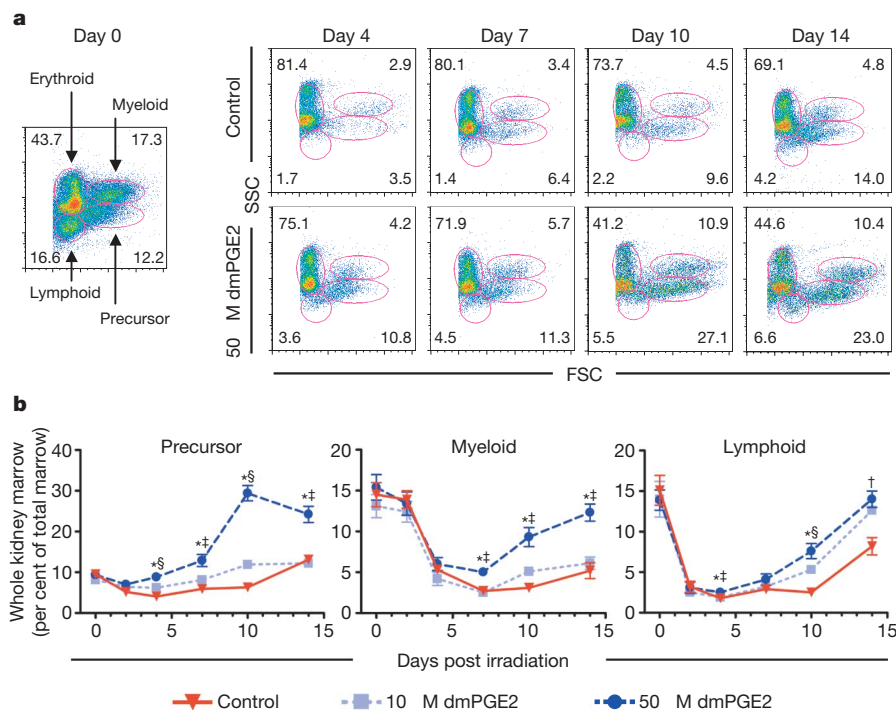 a
Day 0
Erythroid
Myeloid
43.7 17.3
16.6 12.2
Lymphoid
Precursor
Day 4 Day 7 Day 10 Day 14
Control
81.4 2.9 80.1 3.4 73.7 4.5 69.1 4.8
1.7 3.5 1.4 6.4 2.2 9.6 4.2 14.0
SSC
50 M dmPGE2
75.1 4.2 71.9 5.7 41.2 10.9 44.6 10.4
3.6 10.8 4.5 11.3 5.5 27.1 6.6 23.0
FSC
b
Whole kidney marrow
(per cent of total marrow)
Precursor
40
30
20
10
0
0 5 10 15
*§ *‡ *§ *‡
Myeloid
20
15
10
5
0
0 5 10 15
*‡ *‡ *‡
Lymphoid
20
15
10
5
0
0 5 10 15
*‡ *§ †
Days post irradiation
Control 10 M dmPGE2 50 M dmPGE2